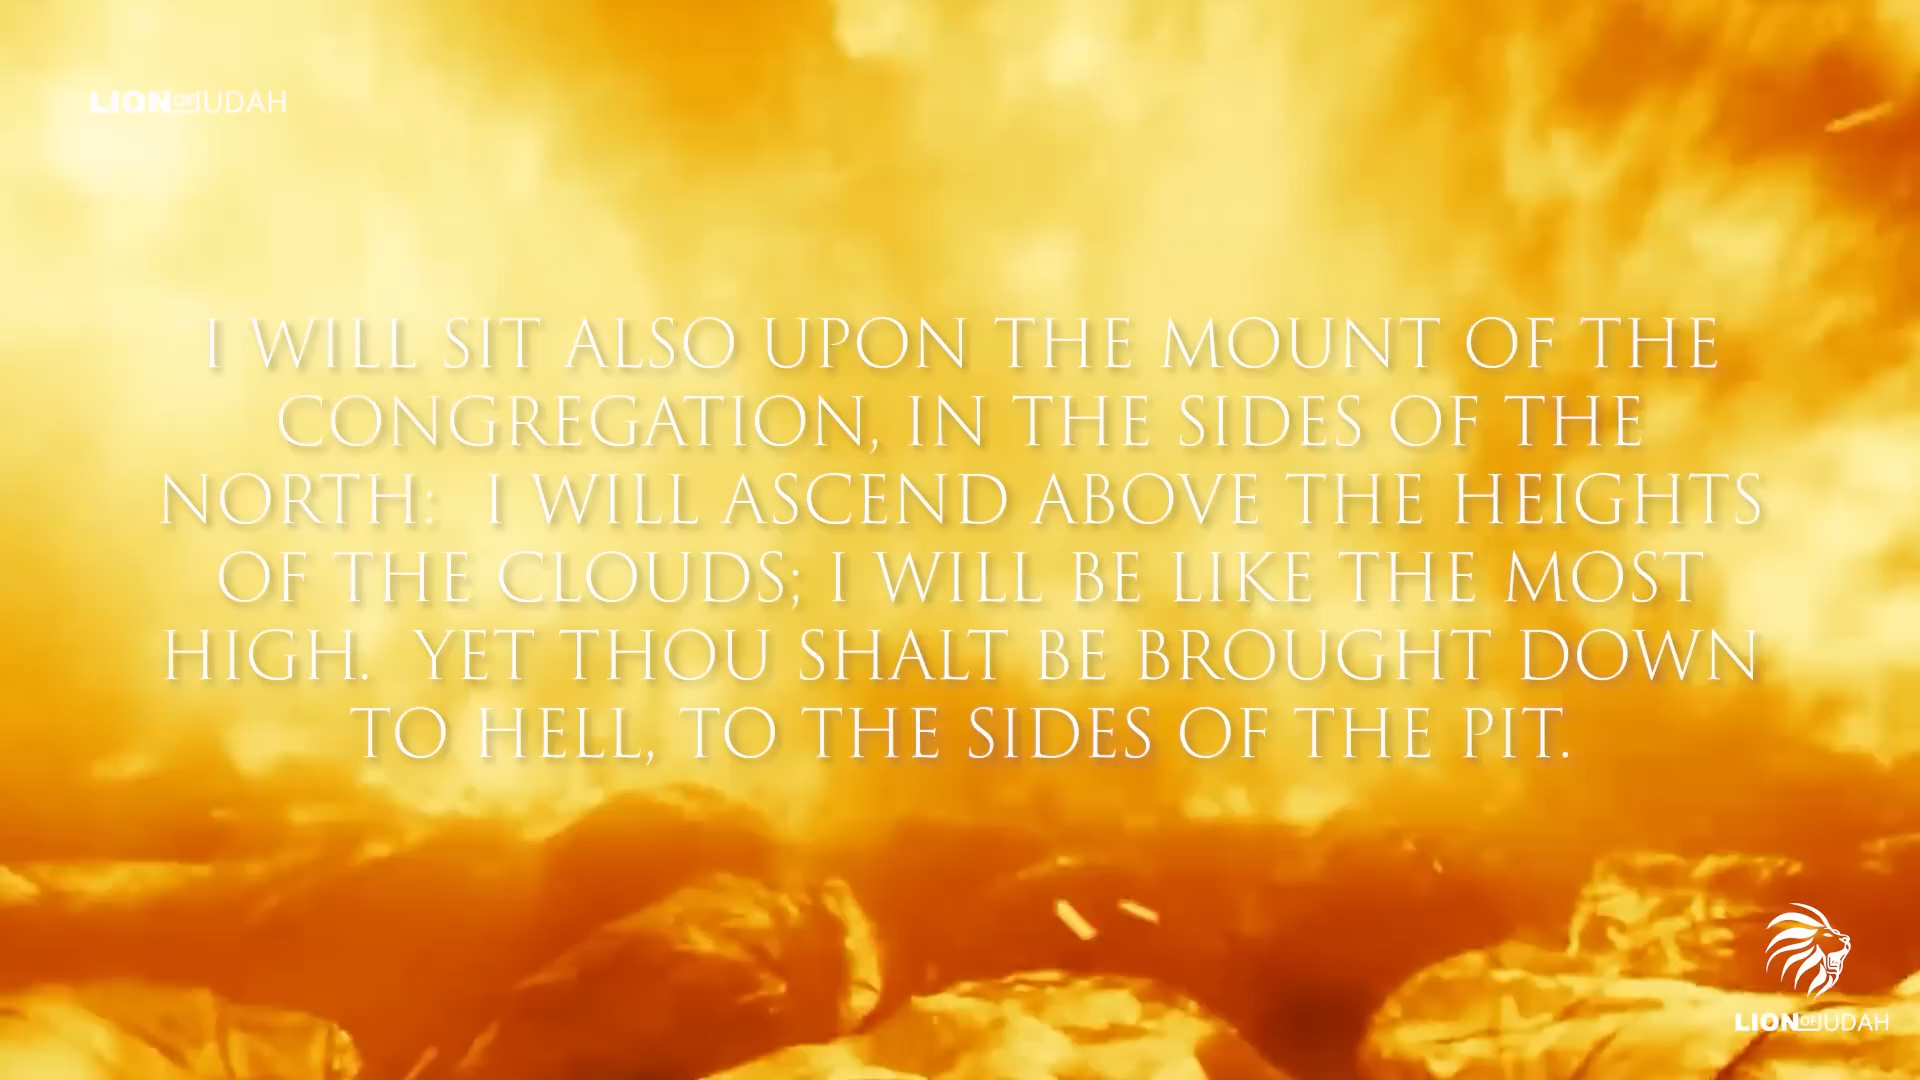 LION OF JUDAH
I WILL SIT ALSO UPON THE MOUNT OF THE
CONGREGATION, IN THE SIDES OF THE
NORTH: I WILL ASCEND ABOVE THE HEIGHTS
OF THE CLOUDS; I WILL BE LIKE THE MOST
HIGH. YET THOU SHALT BE BROUGHT DOWN
TO HELL, TO THE SIDES OF THE PIT.
LION OF JUDAH